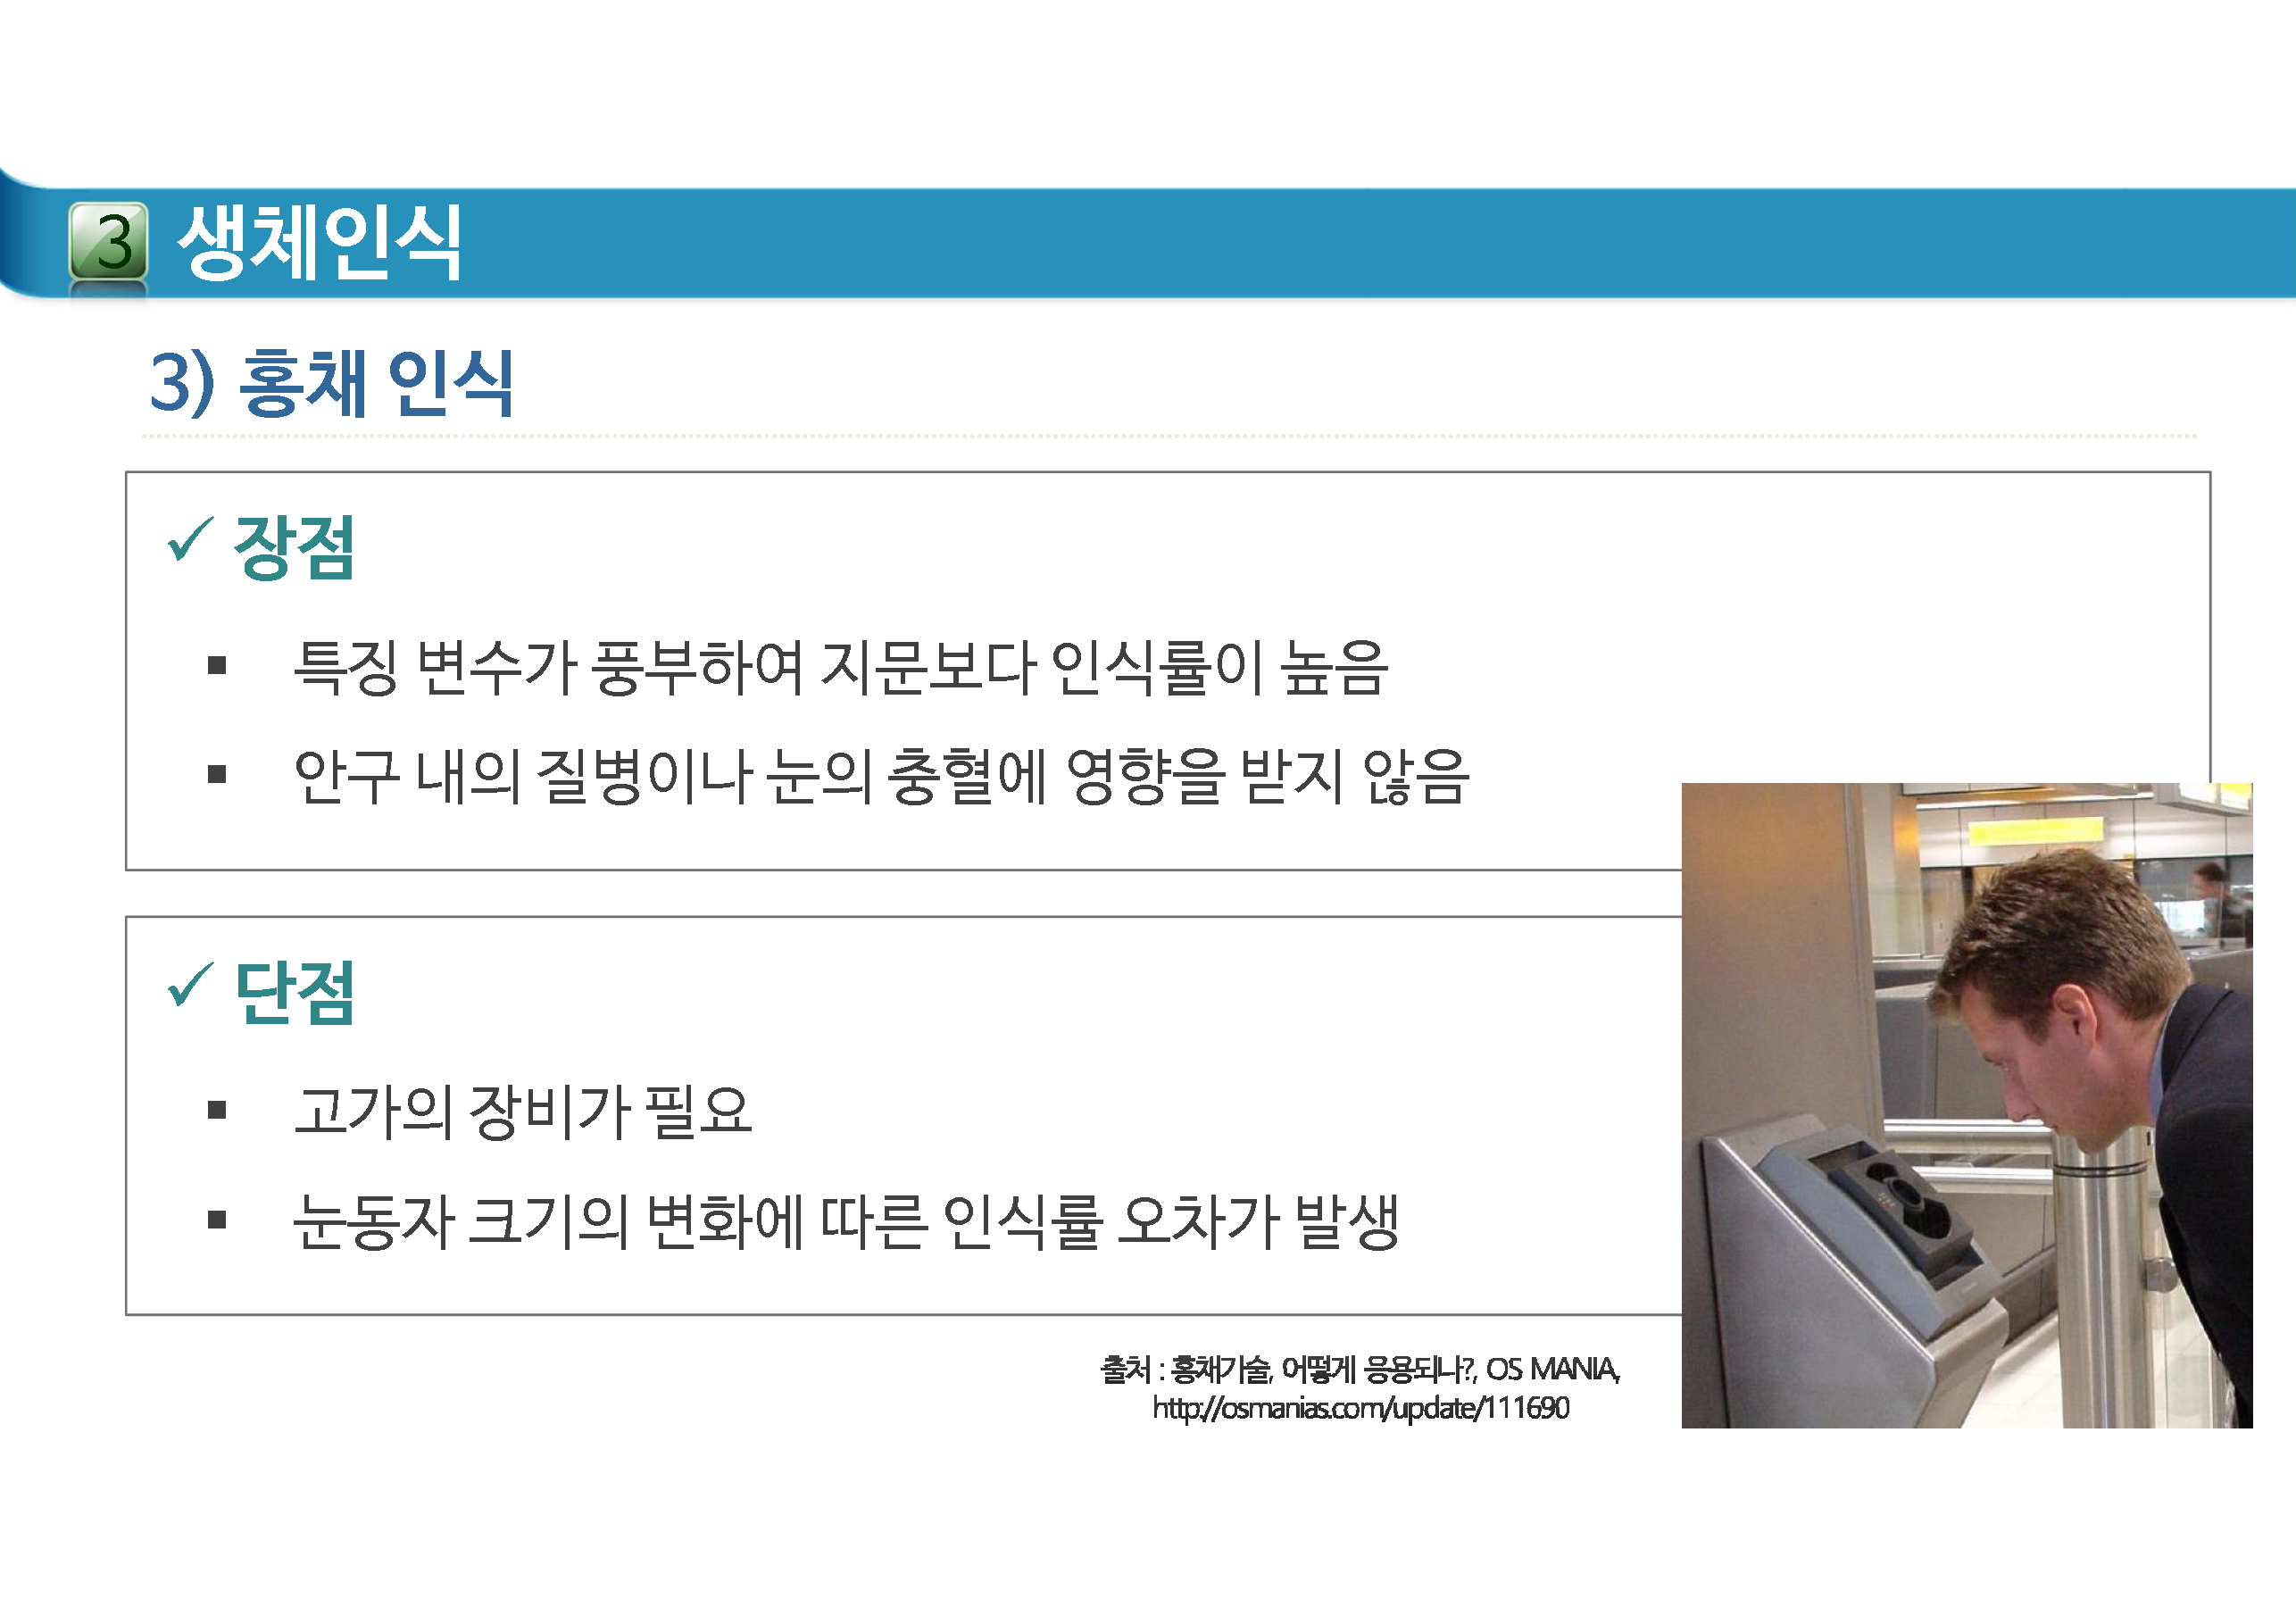 3 생체인식
3) 홍채 인식
✓ 장점
▪ 특징 변수가 풍부하여 지문보다 인식률이 높음
▪ 안구 내의 질병이나 눈의 충혈에 영향을 받지 않음
✓ 단점
▪ 고가의 장비가 필요
▪ 눈동자 크기의 변화에 따른 인식률 오차가 발생
출처 : 홍채기술, 어떻게 응용되나?, OS MANIA,
http://osmanias.com/update/111690